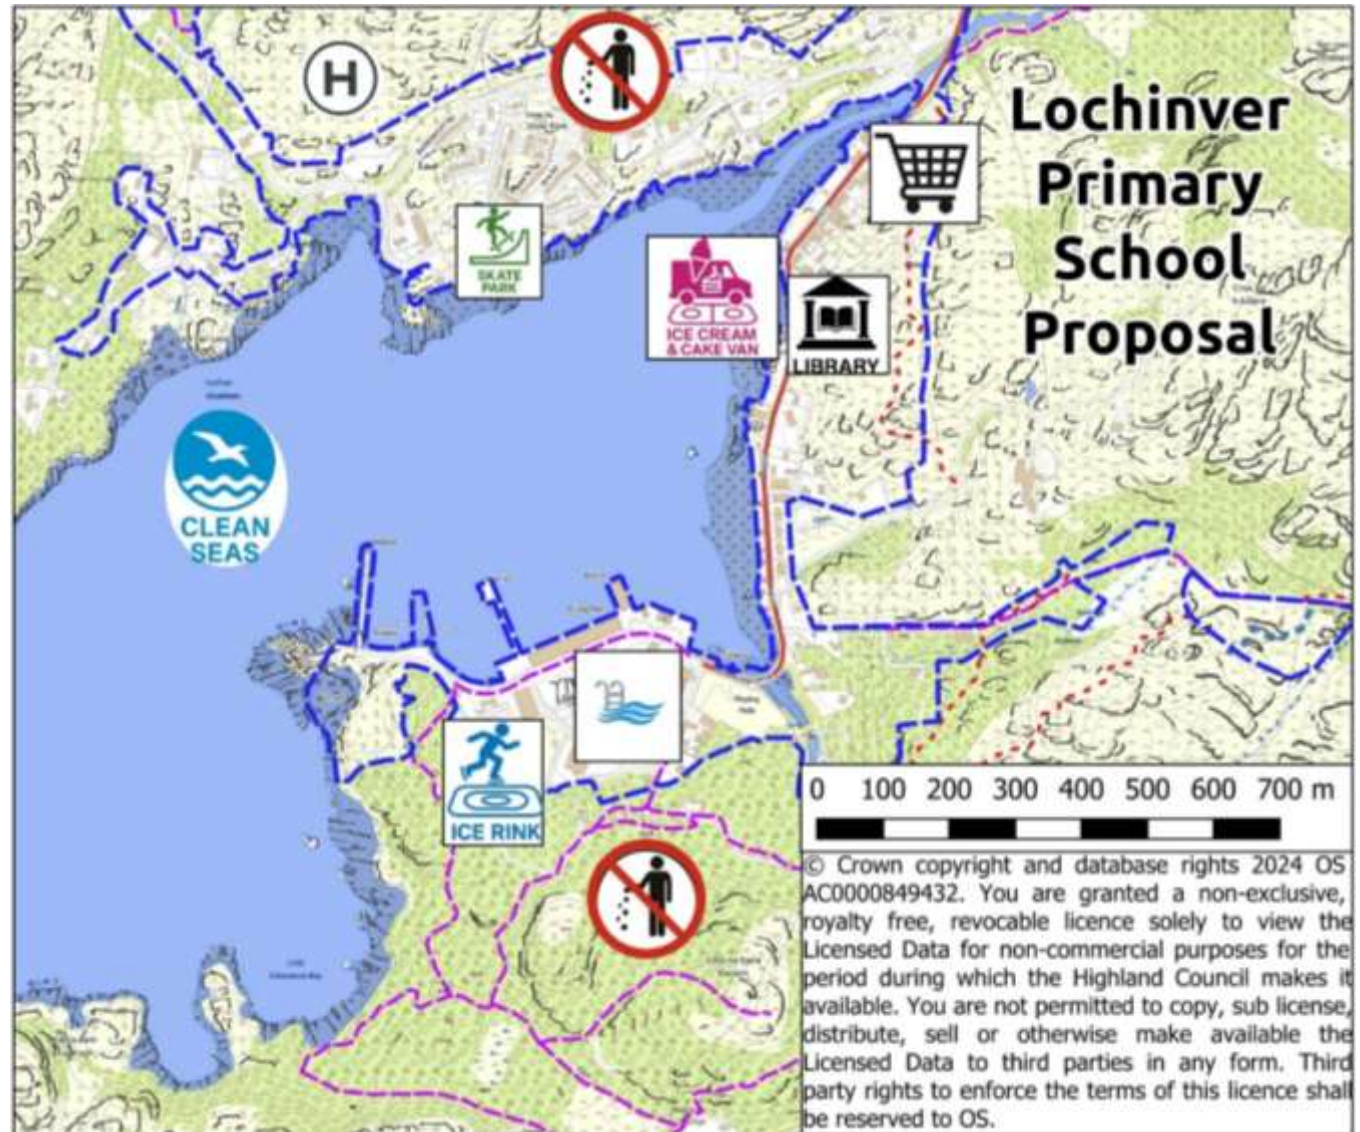 H
Lochinver
Primary
School
Proposal
SKATE
PARK
ICE CREAM
& CAKE VAN
LIBRARY
CLEAN
SEAS
ICE RINK
0 100 200 300 400 500 600 700 m
© Crown copyright and database rights 2024 OS
AC0000849432. You are granted a non-exclusive,
royalty free, revocable licence solely to view the
Licensed Data for non-commercial purposes for the
period during which the Highland Council makes it
available. You are not permitted to copy, sub license,
distribute, sell or otherwise make available the
Licensed Data to third parties in any form. Third
party rights to enforce the terms of this licence shall
be reserved to OS.